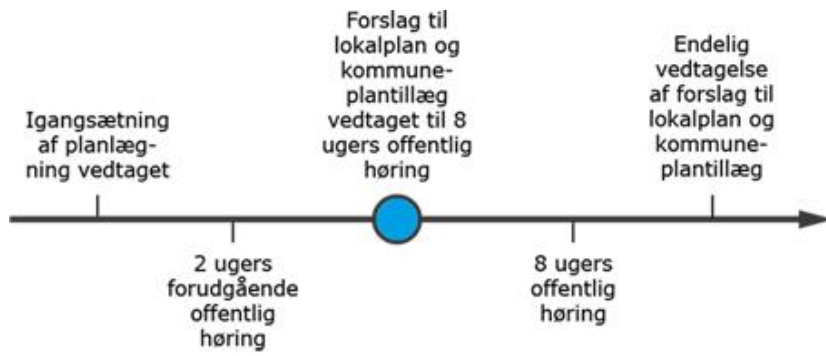 Igangsætning
af planlæg-
ning vedtaget
2 ugers
forudgående
offentlig
høring
Forslag til
lokalplan og
kommune-
plantillæg
vedtaget til 8
ugers offentlig
høring
8 ugers
offentlig
høring
Endelig
vedtagelse
af forslag til
lokalplan og
kommune-
plantillæg